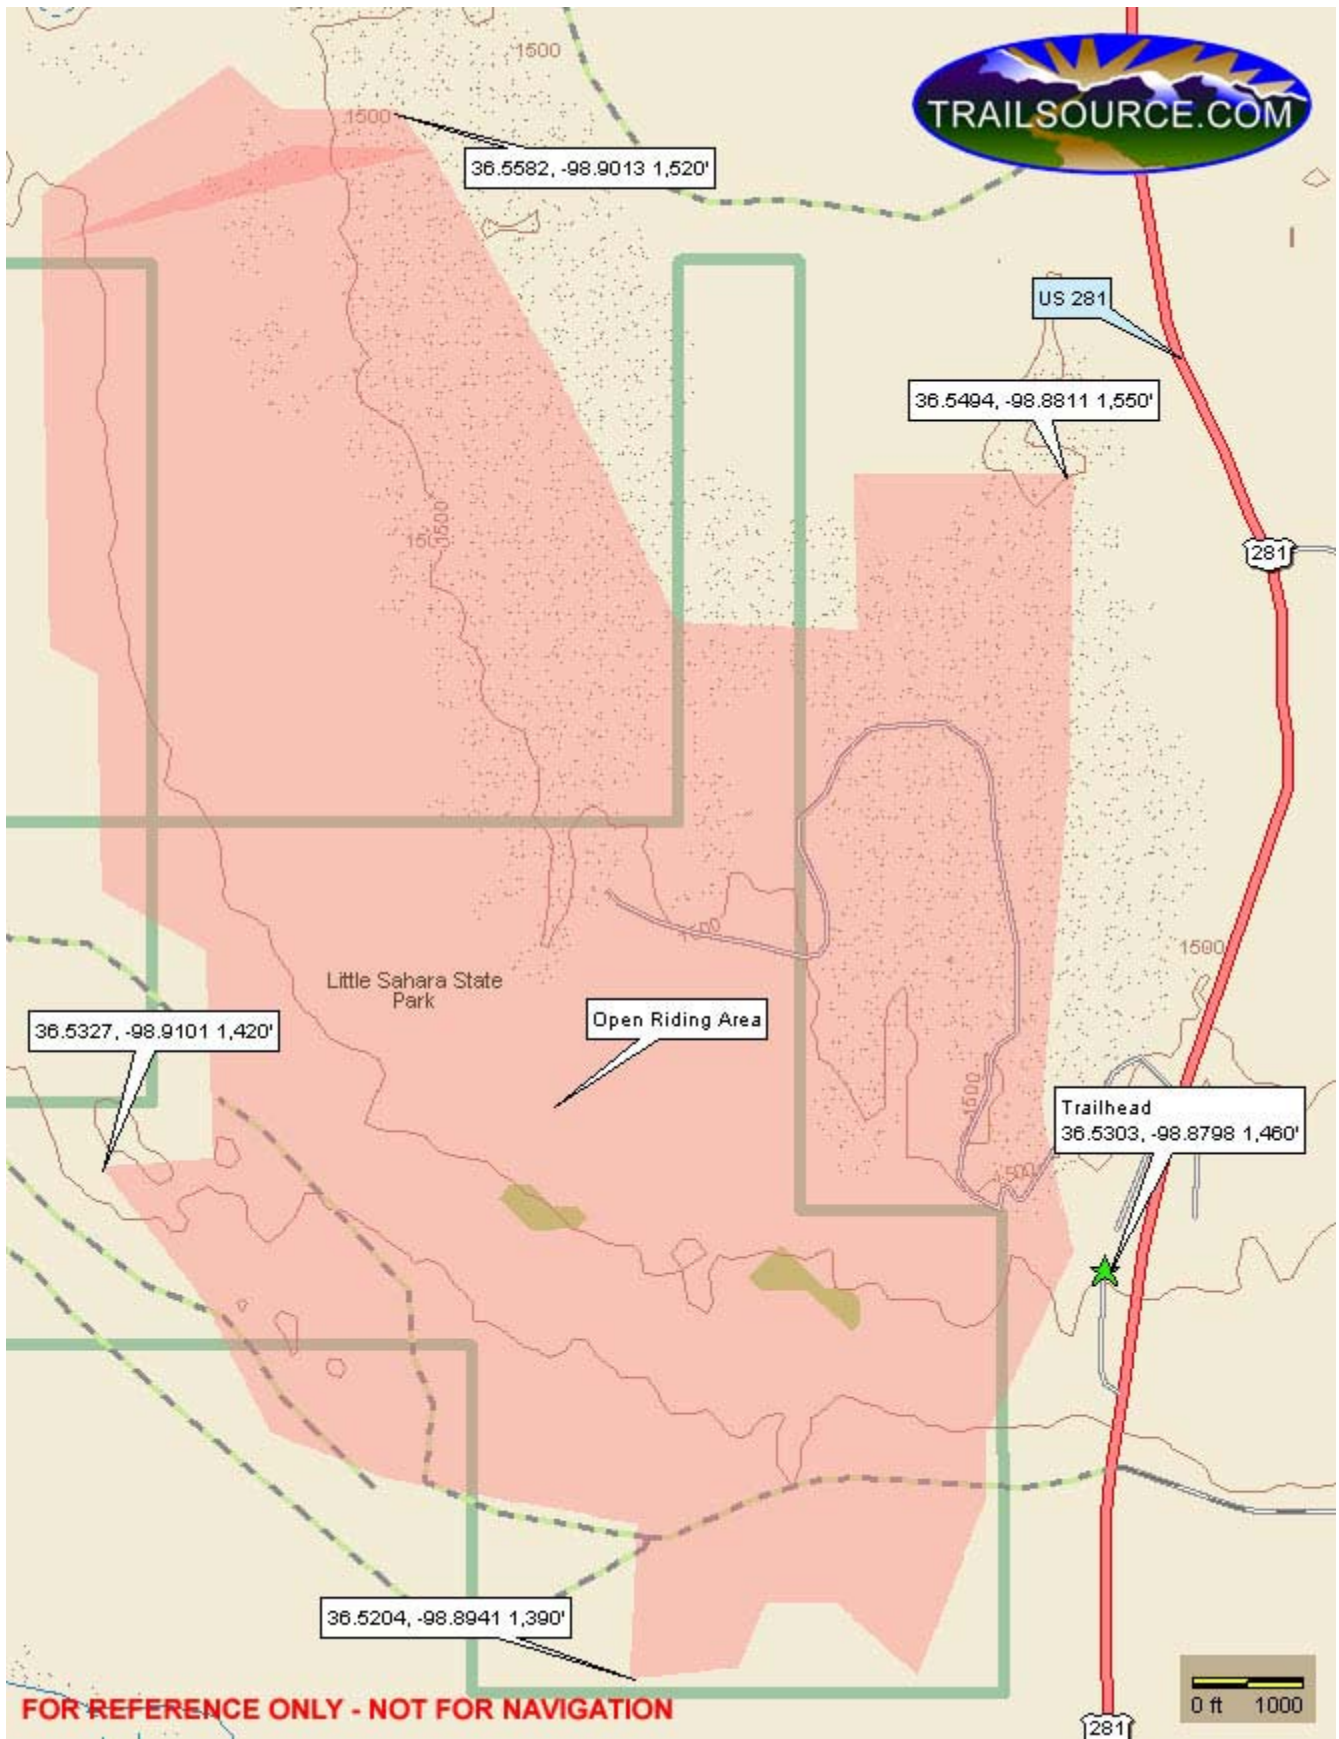 1500
TRAILSOURCE.COM
1500
36.5582, -98.9013 1,520'
US 281
36.5494, -98.8811 1,550'
1500
281
1500
1500
Little Sahara State
Park
Open Riding Area
36.5327, -98.9101 1,420'
1500
Trailhead
36.5303, -98.8798 1,460'
1500
36.5204, -98.8941 1,390'
FOR REFERENCE ONLY - NOT FOR NAVIGATION
0 ft 1000
281